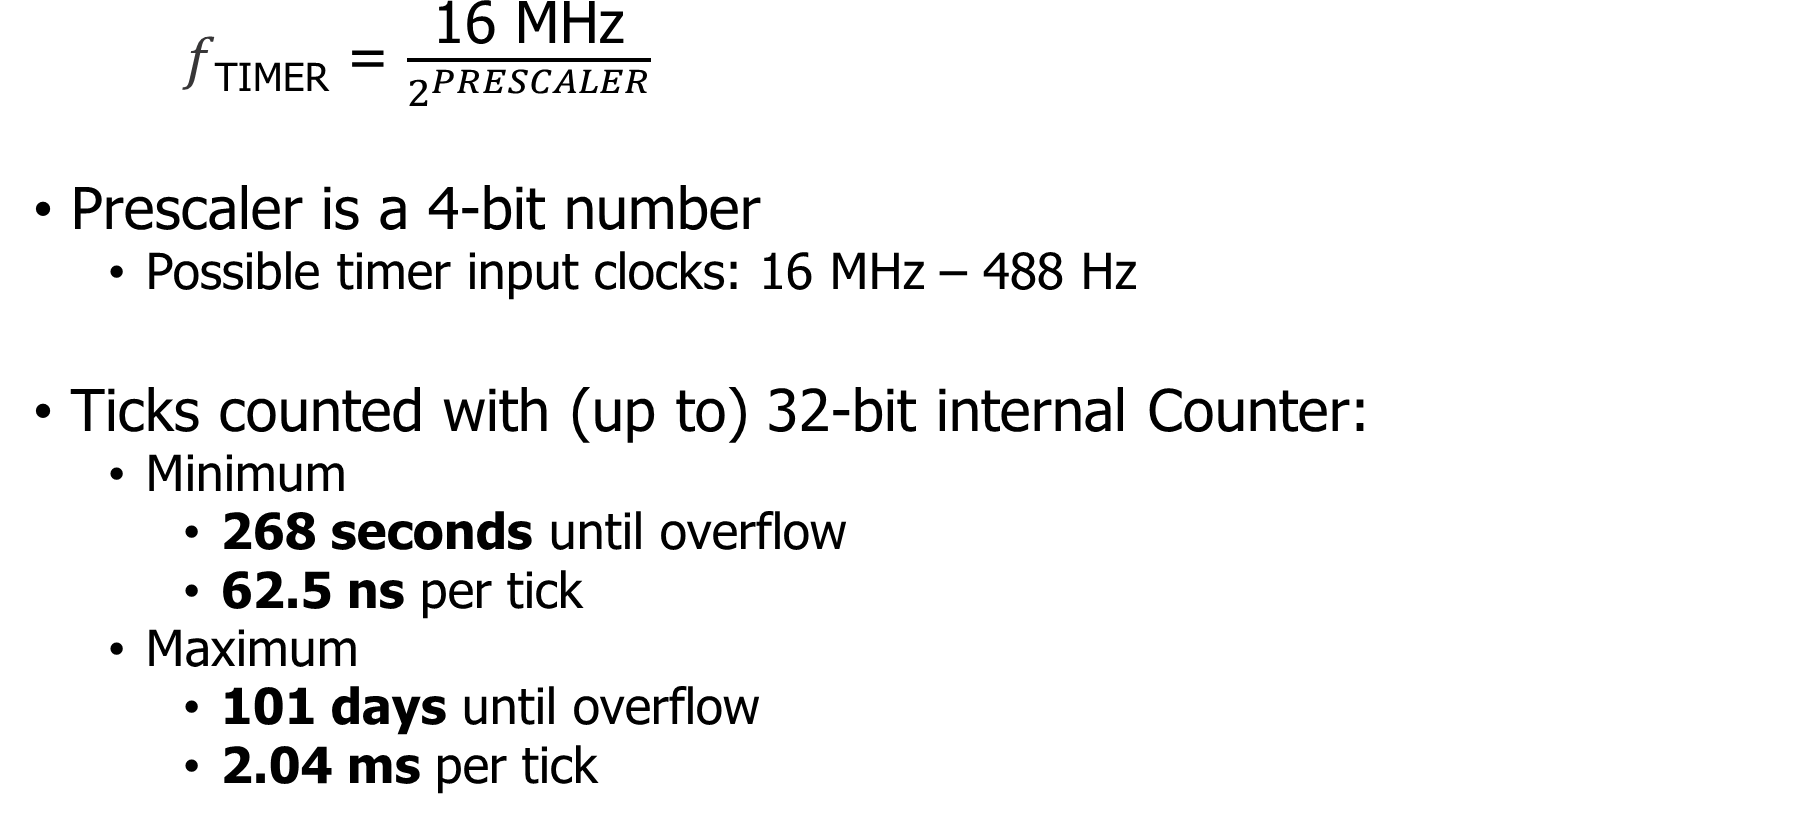 f TIMER = 16 MHz / 2^PRESCALER
• Prescaler is a 4-bit number
• Possible timer input clocks: 16 MHz – 488 Hz
• Ticks counted with (up to) 32-bit internal Counter:
• Minimum
• 268 seconds until overflow
• 62.5 ns per tick
• Maximum
• 101 days until overflow
• 2.04 ms per tick